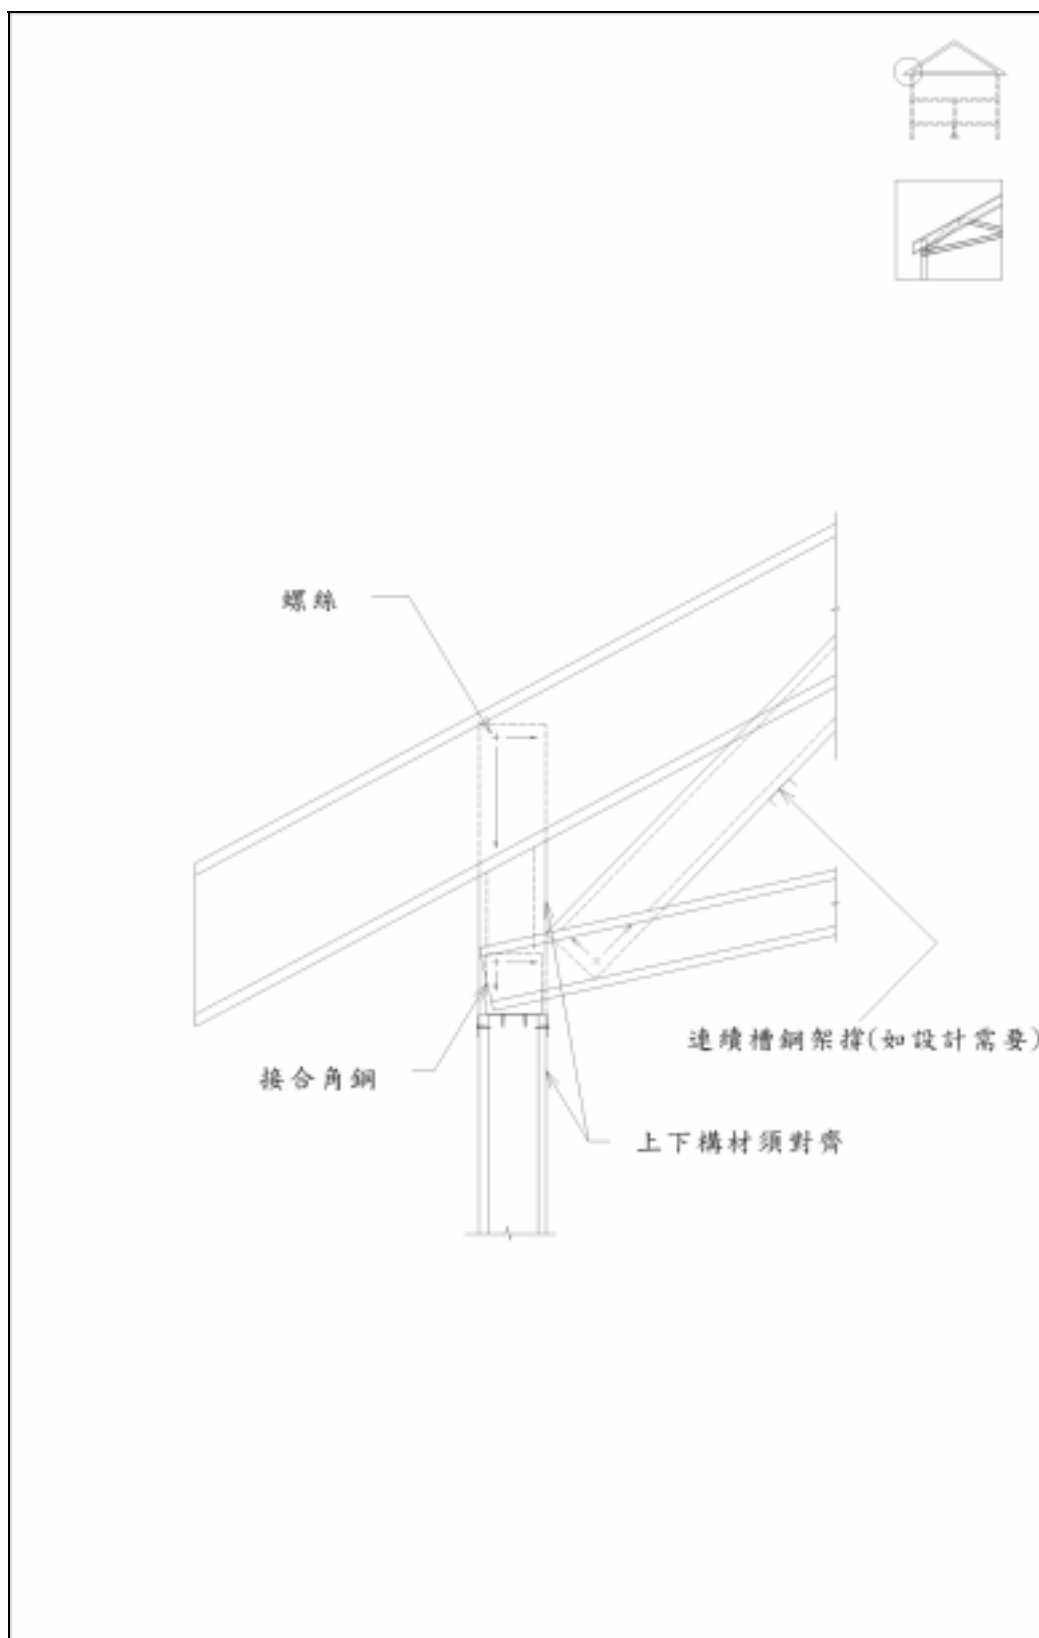 螺絲
連續槽鋼架撐(如設計需要)
接合角鋼
上下構材須對齊